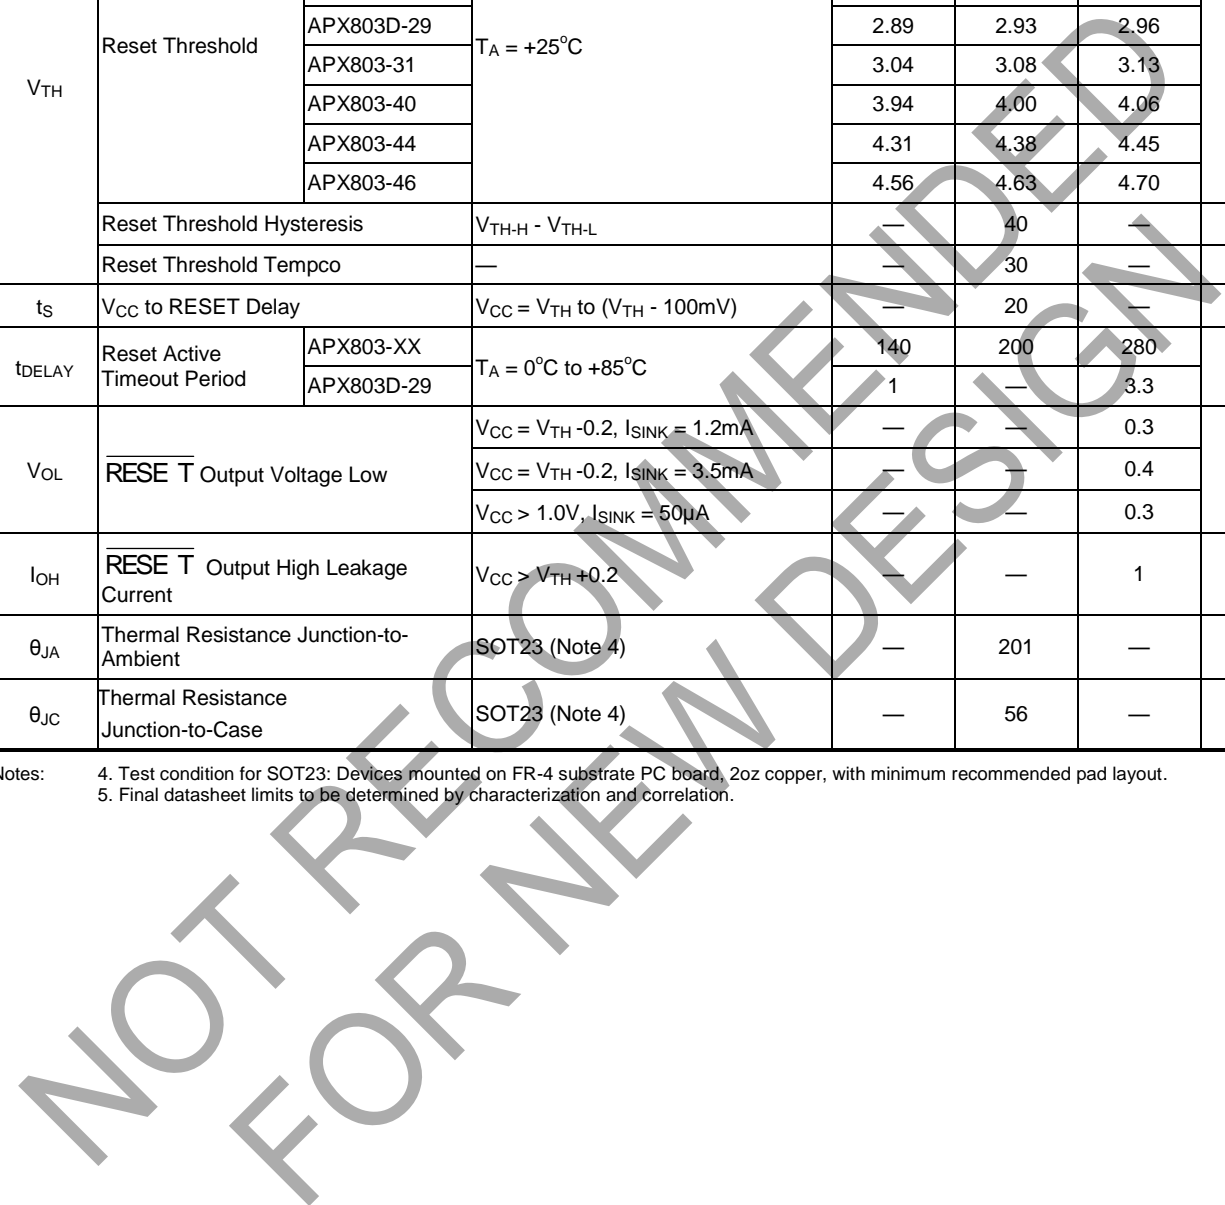 APX803D-29 2.89 2.93 2.96
VTH Reset Threshold TA = +25oC
APX803-31 3.04 3.08 3.13
APX803-40 3.94 4.00 4.06
APX803-44 4.31 4.38 4.45
APX803-46 4.56 4.63 4.70
Reset Threshold Hysteresis VTH-H - VTH-L — 40 —
Reset Threshold Tempco — — 30 —
tS VCC to RESET Delay VCC = VTH to (VTH - 100mV) — 20 —
tDELAY Reset Active Timeout Period APX803-XX TA = 0oC to +85oC 140 200 280
APX803D-29 1 — 3.3
VOL RESE T Output Voltage Low VCC = VTH -0.2, ISINK = 1.2mA — — 0.3
VCC = VTH -0.2, ISINK = 3.5mA — — 0.4
VCC > 1.0V, ISINK = 50µA — — 0.3
IOH RESE T Output High Leakage
Current VCC > VTH +0.2 — — 1
θJA Thermal Resistance Junction-to-
Ambient SOT23 (Note 4) — 201 —
θJC Thermal Resistance
Junction-to-Case SOT23 (Note 4) — 56 —
Notes: 4. Test condition for SOT23: Devices mounted on FR-4 substrate PC board, 2oz copper, with minimum recommended pad layout.
5. Final datasheet limits to be determined by characterization and correlation.
NOT RECOMMENDED
FOR NEW DESIGN